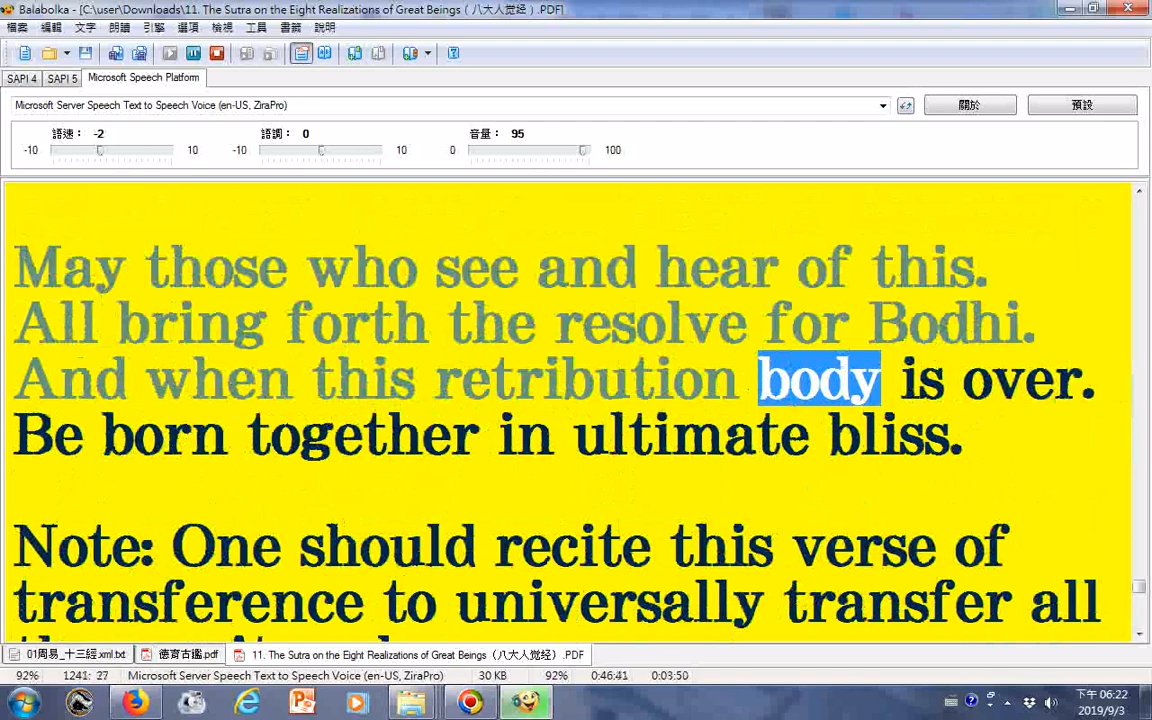 Balabolka - [C:\user\Downloads\11. The Sutra on the Eight Realizations of Great Beings（八大人觉经）.PDF]
檔案 編輯 文字 朗讀 引擎 選項 檢視 工具 書籤 說明
SAPI 4 SAPI 5 Microsoft Speech Platform
Microsoft Server Speech Text to Speech Voice (en-US, ZiraPro) 關於 預設
語速： -2 語調： 0 音量： 95
-10 10 -10 10 0 100
May those who see and hear of this.
All bring forth the resolve for Bodhi.
And when this retribution body is over.
Be born together in ultimate bliss.
Note: One should recite this verse of
transference to universally transfer all
01周易_十三經.xml.txt 德育古鑑.pdf 11. The Sutra on the Eight Realizations of Great Beings（八大人觉经）.PDF
92% 1241: 27 Microsoft Server Speech Text to Speech Voice (en-US, ZiraPro) 30 KB 92% 0:46:41 0:03:50
下午 06:22
2019/9/3